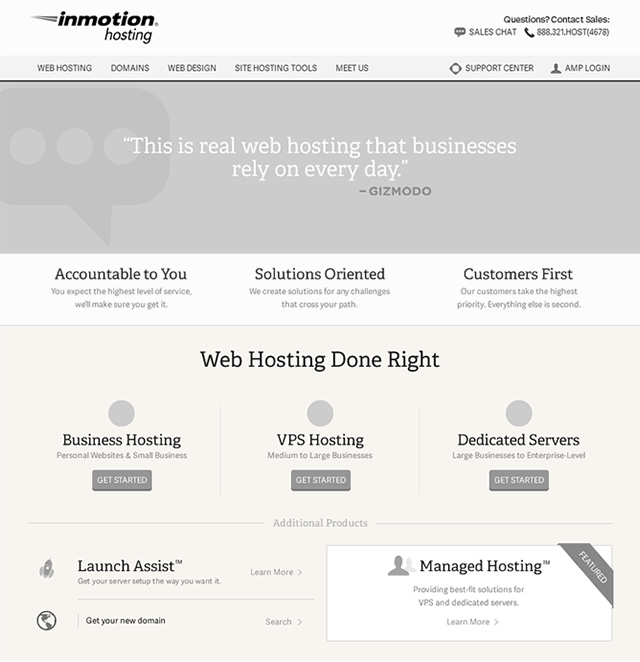 inmotion®
hosting
Questions? Contact Sales:
SALES CHAT 888.321.HOST(4678)
WEB HOSTING DOMAINS WEB DESIGN SITE HOSTING TOOLS MEET US SUPPORT CENTER AMP LOGIN
“This is real web hosting that businesses
rely on every day.”
– GIZMODO
Accountable to You
You expect the highest level of service,
we'll make sure you get it.
Solutions Oriented
We create solutions for any challenges
that cross your path.
Customers First
Our customers take the highest
priority. Everything else is second.
Web Hosting Done Right
Business Hosting
Personal Websites & Small Business
GET STARTED
VPS Hosting
Medium to Large Businesses
GET STARTED
Dedicated Servers
Large Businesses to Enterprise-Level
GET STARTED
Additional Products
Launch Assist™
Get your server setup the way you want it.
Learn More >
Get your new domain
Search >
Managed Hosting™
Providing best-fit solutions for
VPS and dedicated servers.
Learn More >
FEATURED